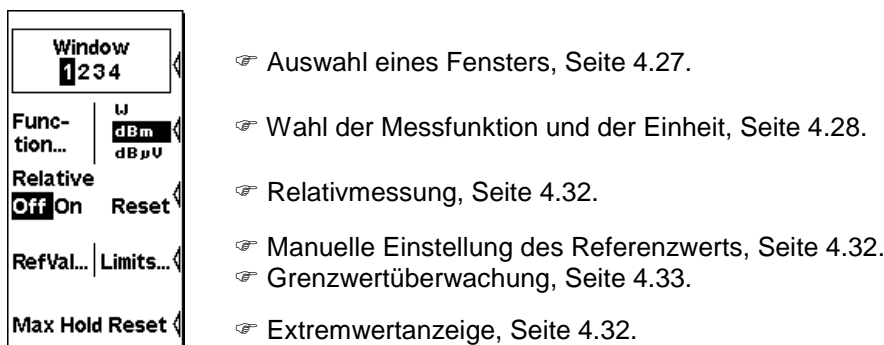 Window
1234
☞ Auswahl eines Fensters, Seite 4.27.
Func-
tion...
W
dBm
dBµV
☞ Wahl der Messfunktion und der Einheit, Seite 4.28.
Relative
Off On Reset
☞ Relativmessung, Seite 4.32.
RefVal... Limits...
☞ Manuelle Einstellung des Referenzwerts, Seite 4.32.
☞ Grenzwertüberwachung, Seite 4.33.
Max Hold Reset
☞ Extremwertanzeige, Seite 4.32.